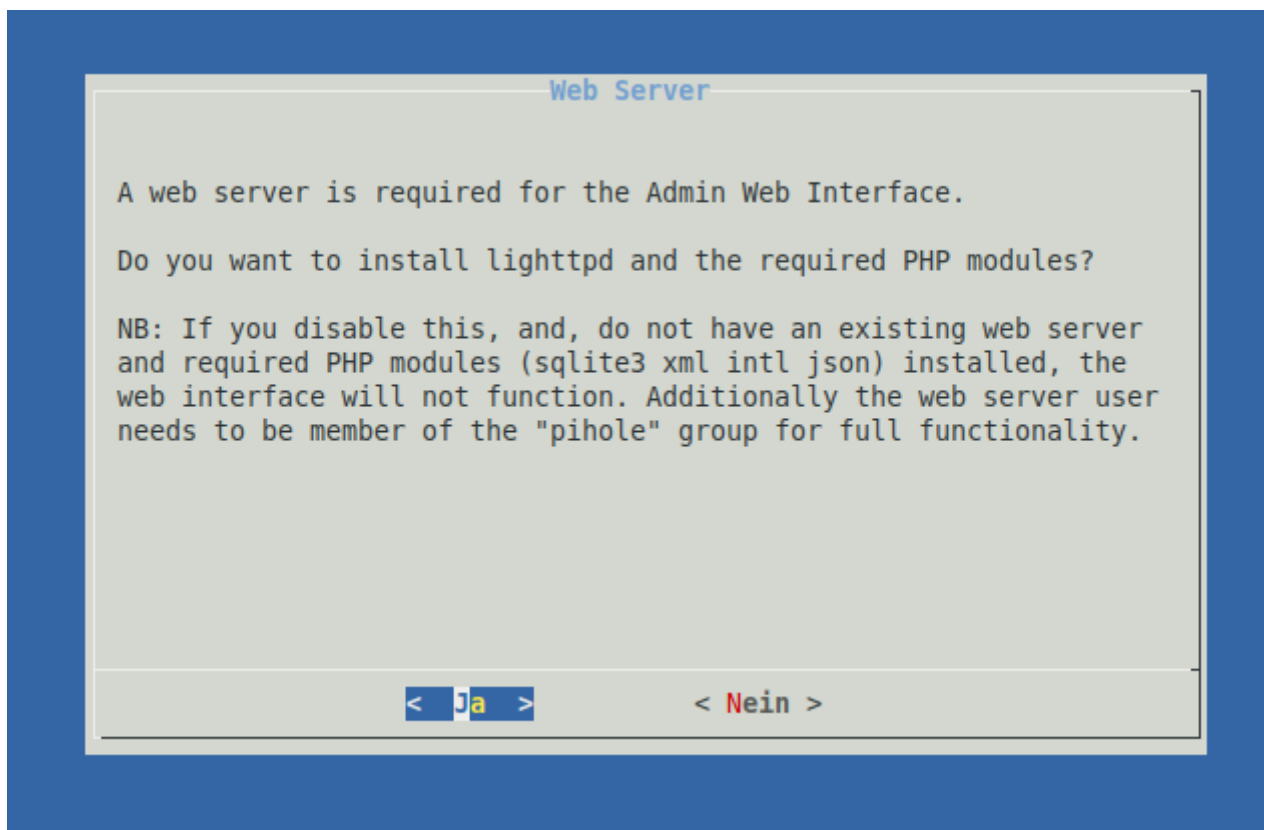 Web Server
A web server is required for the Admin Web Interface.
Do you want to install lighttpd and the required PHP modules?
NB: If you disable this, and, do not have an existing web server
and required PHP modules (sqlite3 xml intl json) installed, the
web interface will not function. Additionally the web server user
needs to be member of the "pihole" group for full functionality.
< Ja > < Nein >